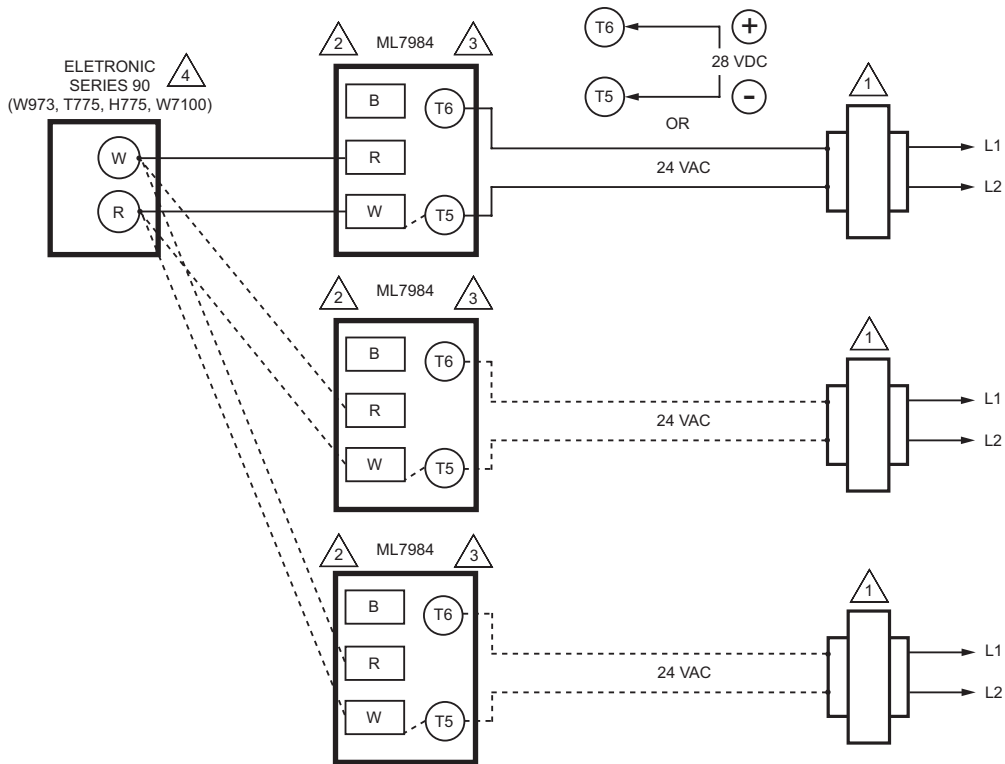 ELETRONIC
SERIES 90
(W973, T775, H775, W7100)
4
W
R
2
ML7984
3
B
R
W
T6
T5
T6
+
28 VDC
T5
-
OR
24 VAC
1
L1
L2
2
ML7984
3
B
R
W
T6
T5
24 VAC
1
L1
L2
2
ML7984
3
B
R
W
T6
T5
24 VAC
1
L1
L2